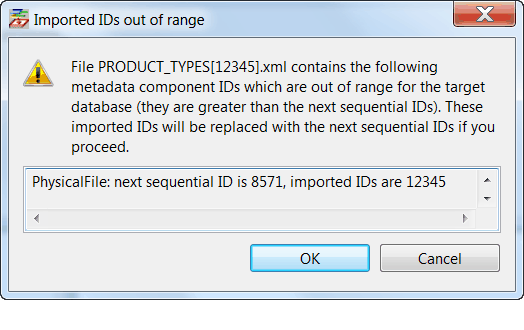 Imported IDs out of range
File PRODUCT_TYPES[12345].xml contains the following
metadata component IDs which are out of range for the target
database (they are greater than the next sequential IDs). These
imported IDs will be replaced with the next sequential IDs if you
proceed.
PhysicalFile: next sequential ID is 8571, imported IDs are 12345
OK
Cancel